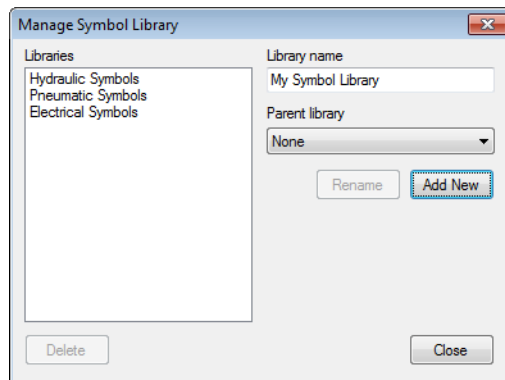 Manage Symbol Library
Libraries
Hydraulic Symbols
Pneumatic Symbols
Electrical Symbols
Library name
My Symbol Library
Parent library
None
Rename
Add New
Delete
Close